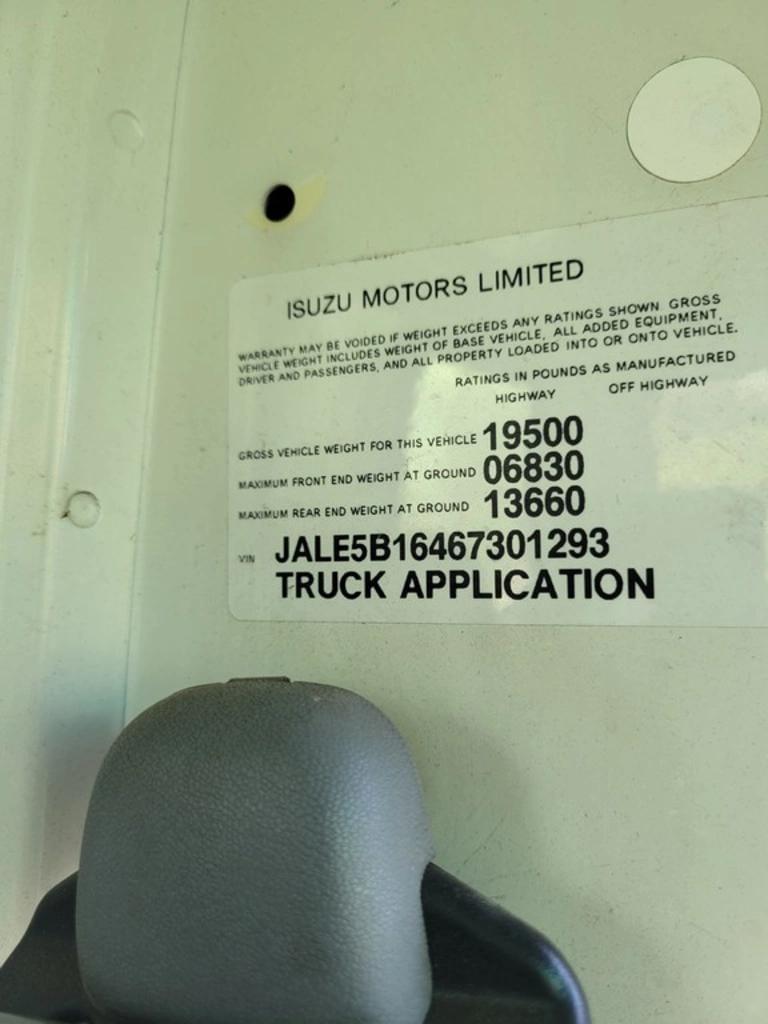 ISUZU MOTORS LIMITED
WARRANTY MAY BE VOIDED IF WEIGHT EXCEEDS ANY RATINGS SHOWN GROSS
VEHICLE WEIGHT INCLUDES WEIGHT OF BASE VEHICLE, ALL ADDED EQUIPMENT,
DRIVER AND PASSENGERS, AND ALL PROPERTY LOADED INTO OR ONTO VEHICLE.
RATINGS IN POUNDS AS MANUFACTURED
HIGHWAY OFF HIGHWAY
GROSS VEHICLE WEIGHT FOR THIS VEHICLE 19500
MAXIMUM FRONT END WEIGHT AT GROUND 06830
MAXIMUM REAR END WEIGHT AT GROUND 13660
VIN JALE5B16467301293
TRUCK APPLICATION